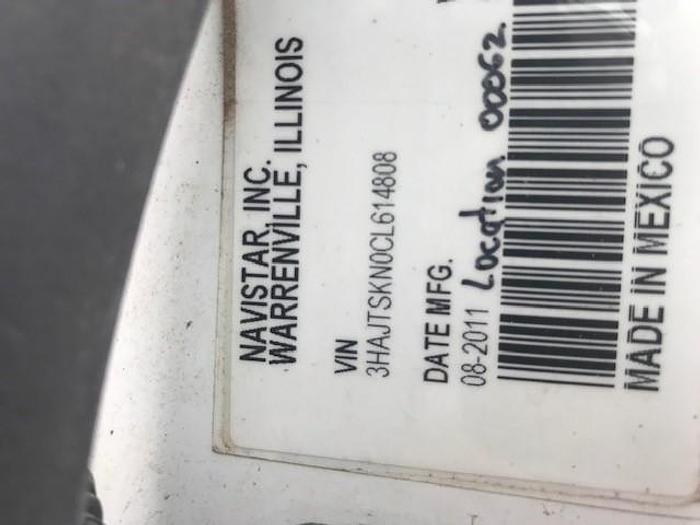 NAVISTAR, INC.
WARRENVILLE, ILLINOIS
VIN
3HAJTSKN0CL614808
DATE MFG.
08-2011 Location 00062.
MADE IN MEXICO